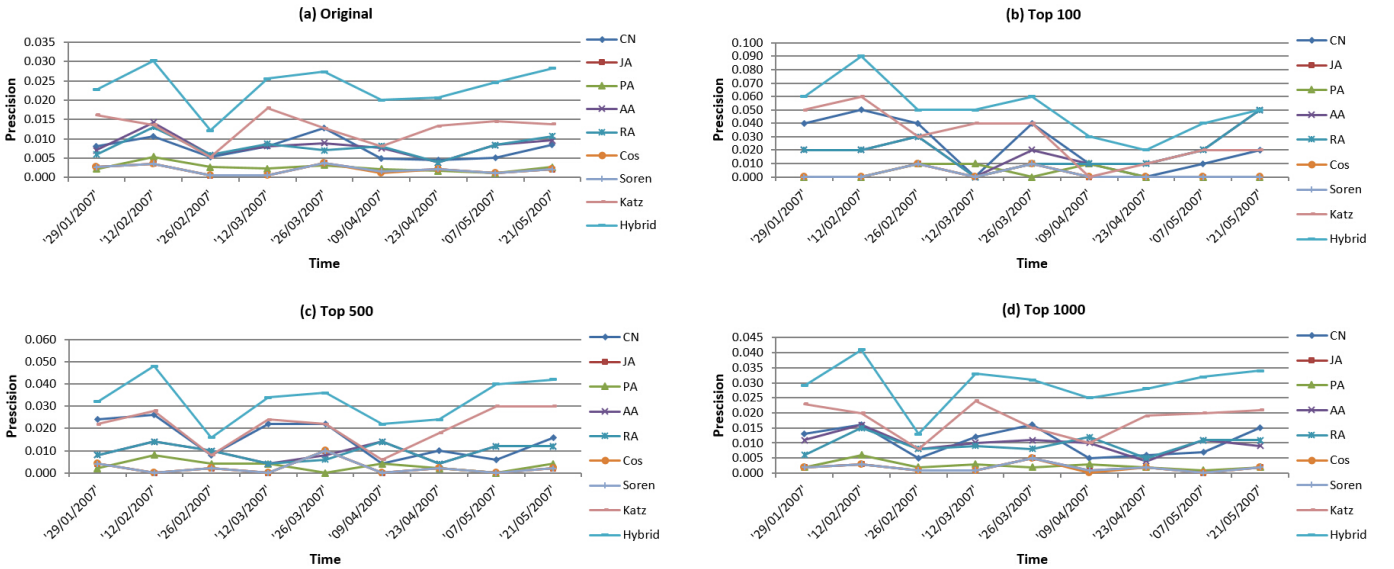 (a) Original
0.035
0.030
0.025
0.020
0.015
0.010
0.005
0.000
Prescision
'29/01/2007
'12/02/2007
'26/02/2007
'12/03/2007
'26/03/2007
'09/04/2007
'23/04/2007
'07/05/2007
'21/05/2007
Time
CN
JA
PA
AA
RA
Cos
Soren
Katz
Hybrid
(b) Top 100
0.100
0.090
0.080
0.070
0.060
0.050
0.040
0.030
0.020
0.010
0.000
Prescision
'29/01/2007
'12/02/2007
'26/02/2007
'12/03/2007
'26/03/2007
'09/04/2007
'23/04/2007
'07/05/2007
'21/05/2007
Time
CN
JA
PA
AA
RA
Cos
Soren
Katz
Hybrid
(c) Top 500
0.060
0.050
0.040
0.030
0.020
0.010
0.000
Precision
'29/01/2007
'12/02/2007
'26/02/2007
'12/03/2007
'26/03/2007
'09/04/2007
'23/04/2007
'07/05/2007
'21/05/2007
Time
CN
JA
PA
AA
RA
Cos
Soren
Katz
Hybrid
(d) Top 1000
0.045
0.040
0.035
0.030
0.025
0.020
0.015
0.010
0.005
0.000
Prescision
'29/01/2007
'12/02/2007
'26/02/2007
'12/03/2007
'26/03/2007
'09/04/2007
'23/04/2007
'07/05/2007
'21/05/2007
Time
CN
JA
PA
AA
RA
Cos
Soren
Katz
Hybrid